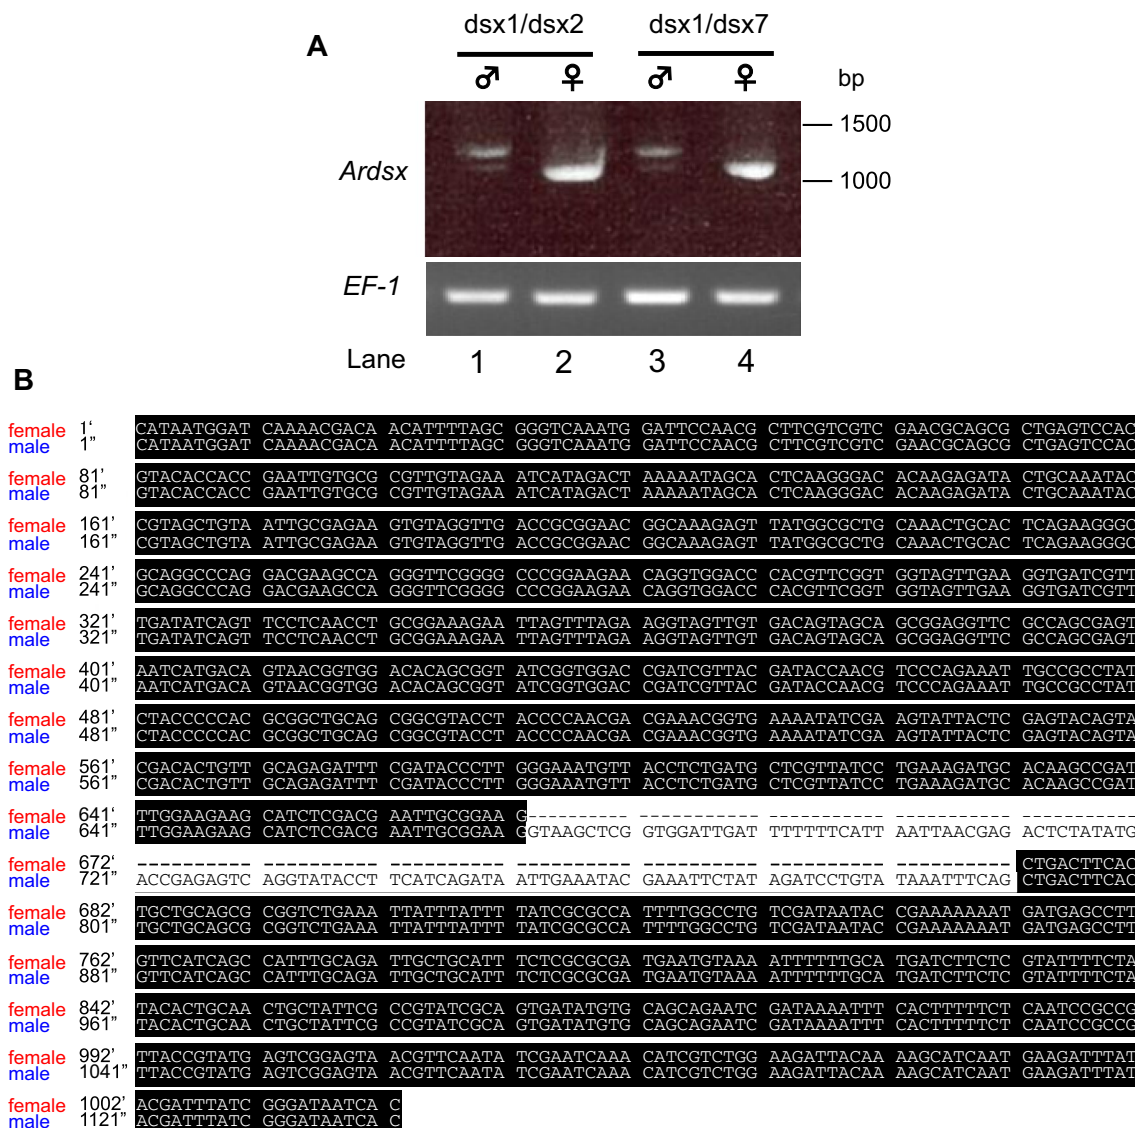 A
dsx1/dsx2 dsx1/dsx7
♂ ♀ ♂ ♀ bp
1500
Ardsx
1000
EF-1
Lane 1 2 3 4
B
female 1‘ CATAATGGAT CAAAACGACA ACATTTTAGC GGGTCAAATG GATTCCAACG CTTCGTCGTC GAACGCAGCG CTGAGTCCAC
male 1” CATAATGGAT CAAAACGACA ACATTTTAGC GGGTCAAATG GATTCCAACG CTTCGTCGTC GAACGCAGCG CTGAGTCCAC
female 81’ GTACACCACC GAATTGTGCG CGTTGTAGAA ATCATAGACT AAAAATAGCA CTCAAGGGAC ACAAGAGATA CTGCAAATAC
male 81” GTACACCACC GAATTGTGCG CGTTGTAGAA ATCATAGACT AAAAATAGCA CTCAAGGGAC ACAAGAGATA CTGCAAATAC
female 161’ CGTAGCTGTA ATTGCGAGAA GTGTAGGTTG ACCGCGGAAC GGCAAAGAGT TATGGCGCTG CAAACTGCAC TCAGAAGGGC
male 161” CGTAGCTGTA ATTGCGAGAA GTGTAGGTTG ACCGCGGAAC GGCAAAGAGT TATGGCGCTG CAAACTGCAC TCAGAAGGGC
female 241’ GCAGGCCCAG GACGAAGCCA GGGTTCGGGG CCCGGAAGAA CAGGTGGACC CACGTTCGGT GGTAGTTGAA GGTGATCGTT
male 241” GCAGGCCCAG GACGAAGCCA GGGTTCGGGG CCCGGAAGAA CAGGTGGACC CACGTTCGGT GGTAGTTGAA GGTGATCGTT
female 321’ TGATATCAGT TCCTCAACCT GCGGAAAGAA TTAGTTTAGA AGGTAGTTGT GACAGTAGCA GCGGAGGTTC GCCAGCGAGT
male 321” TGATATCAGT TCCTCAACCT GCGGAAAGAA TTAGTTTAGA AGGTAGTTGT GACAGTAGCA GCGGAGGTTC GCCAGCGAGT
female 401’ AATCATGACA GTAACGGTGG ACACAGCGGT ATCGGTGGAC CGATCGTTAC GATACCAACG TCCCAGAAAT TGCCGCCTAT
male 401” AATCATGACA GTAACGGTGG ACACAGCGGT ATCGGTGGAC CGATCGTTAC GATACCAACG TCCCAGAAAT TGCCGCCTAT
female 481’ CTACCCCCAC GCGGCTGCAG CGGCGTACCT ACCCCAACGA CGAAACGGTG AAAATATCGA AGTATTACTC GAGTACAGTA
male 481” CTACCCCCAC GCGGCTGCAG CGGCGTACCT ACCCCAACGA CGAAACGGTG AAAATATCGA AGTATTACTC GAGTACAGTA
female 561’ CGACACTGTT GCAGAGATTT CGATACCCTT GGGAAATGTT ACCTCTGATG CTCGTTATCC TGAAAGATGC ACAAGCCGAT
male 561” CGACACTGTT GCAGAGATTT CGATACCCTT GGGAAATGTT ACCTCTGATG CTCGTTATCC TGAAAGATGC ACAAGCCGAT
female 641‘ TTGGAAGAAG CATCTCGACG AATTGCGGAA G--------- ---------- ---------- ---------- ----------
male 641” TTGGAAGAAG CATCTCGACG AATTGCGGAA GGTAAGCTCG GTGGATTGAT TTTTTTCATT AATTAACGAG ACTCTATATG
female 672‘ ---------- ---------- ---------- ---------- ---------- ---------- ---------- CTGACTTCAC
male 721” ACCGAGAGTC AGGTATACCT TCATCAGATA ATTGAAATAC GAAATTCTAT AGATCCTGTA TAAATTTCAG CTGACTTCAC
female 682’ TGCTGCAGCG CGGTCTGAAA TTATTTATTT TATCGCGCCA TTTTGGCCTG TCGATAATAC CGAAAAAAAT GATGAGCCTT
male 801” TGCTGCAGCG CGGTCTGAAA TTATTTATTT TATCGCGCCA TTTTGGCCTG TCGATAATAC CGAAAAAAAT GATGAGCCTT
female 762’ GTTCATCAGC CATTTGCAGA TTGCTGCATT TCTCGCGCGA TGAATGTAAA ATTTTTTGCA TGATCTTCTC GTATTTTCTA
male 881” GTTCATCAGC CATTTGCAGA TTGCTGCATT TCTCGCGCGA TGAATGTAAA ATTTTTTGCA TGATCTTCTC GTATTTTCTA
female 842’ TACACTGCAA CTGCTATTCG CCGTATCGCA GTGATATGTG CAGCAGAATC GATAAAATTT CACTTTTTCT CAATCCGCCG
male 961” TACACTGCAA CTGCTATTCG CCGTATCGCA GTGATATGTG CAGCAGAATC GATAAAATTT CACTTTTTCT CAATCCGCCG
female 992’ TTACCGTATG AGTCGGAGTA ACGTTCAATA TCGAATCAAA CATCGTCTGG AAGATTACAA AAGCATCAAT GAAGATTTAT
male 1041” TTACCGTATG AGTCGGAGTA ACGTTCAATA TCGAATCAAA CATCGTCTGG AAGATTACAA AAGCATCAAT GAAGATTTAT
female 1002’ ACGATTTATC GGGATAATCA C
male 1121” ACGATTTATC GGGATAATCA C